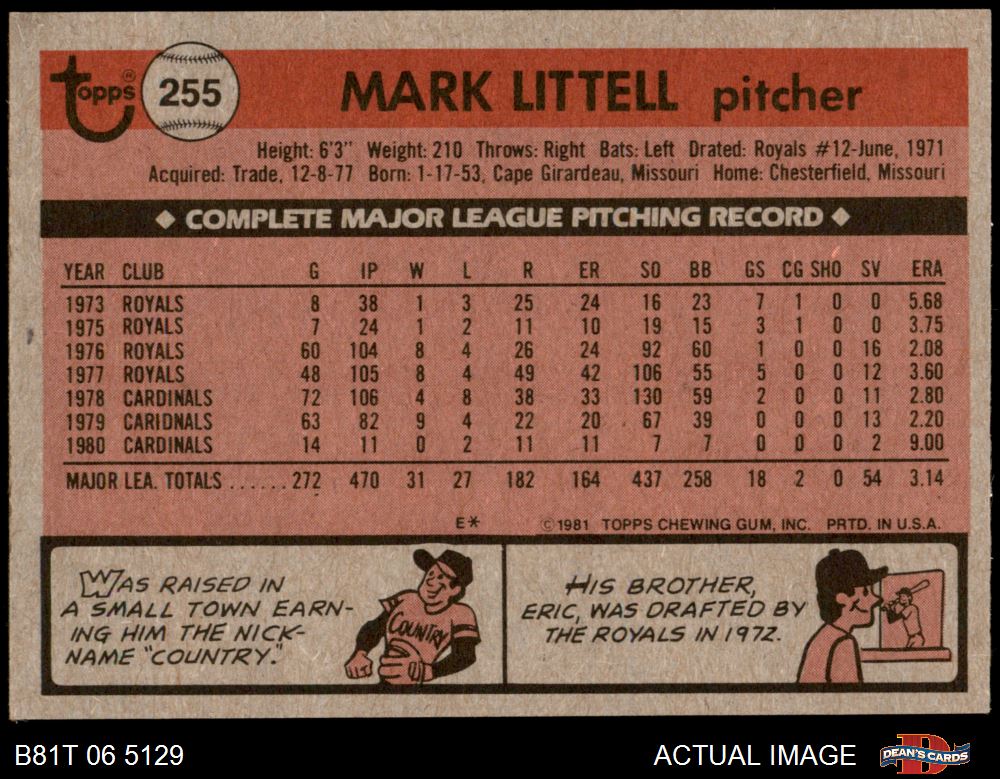 topps® 255 MARK LITTELL pitcher
Height: 6'3" Weight: 210 Throws: Right Bats: Left Drated: Royals #12-June, 1971
Acquired: Trade, 12-8-77 Born: 1-17-53, Cape Girardeau, Missouri Home: Chesterfield, Missouri
◆ COMPLETE MAJOR LEAGUE PITCHING RECORD ◆
YEAR CLUB G IP W L R ER SO BB GS CG SHO SV ERA
1973 ROYALS 8 38 1 3 25 24 16 23 7 1 0 0 5.68
1975 ROYALS 7 24 1 2 11 10 19 15 3 1 0 0 3.75
1976 ROYALS 60 104 8 4 26 24 92 60 1 0 0 16 2.08
1977 ROYALS 48 105 8 4 49 42 106 55 5 0 0 12 3.60
1978 CARDINALS 72 106 4 8 38 33 130 59 2 0 0 11 2.80
1979 CARIDNALS 63 82 9 4 22 20 67 39 0 0 0 13 2.20
1980 CARDINALS 14 11 0 2 11 11 7 7 0 0 0 2 9.00
MAJOR LEA. TOTALS ......272 470 31 27 182 164 437 258 18 2 0 54 3.14
E* ©1981 TOPPS CHEWING GUM, INC. PRTD. IN U.S.A.
WAS RAISED IN
A SMALL TOWN EARN-
ING HIM THE NICK-
NAME "COUNTRY."
COUNTRY
HIS BROTHER,
ERIC, WAS DRAFTED BY
THE ROYALS IN 1972.
B81T 06 5129 ACTUAL IMAGE DEAN'S CARDS